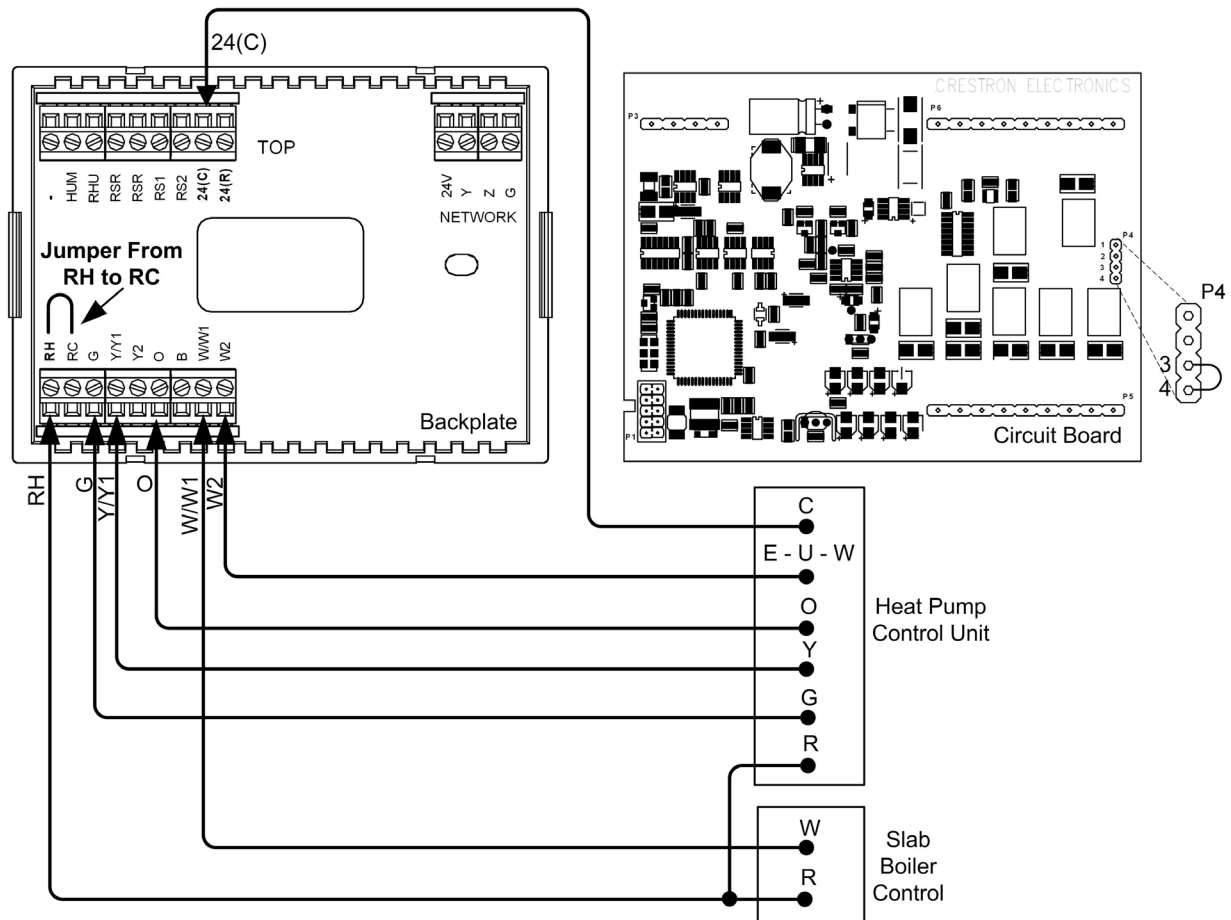 24(C)
TOP
-
HUM
RHU
RSR
RSR
RS1
RS2
24(C)
24(R)
24V
Y
Z
G
NETWORK
Jumper From
RH to RC
RH
RC
G
Y/Y1
Y2
O
B
W/W1
W2
Backplate
RH
G
Y/Y1
O
W/W1
W2
CRESTRON ELECTRONICS
P3
P6
P4
1
2
3
4
P4
3
4
P5
P1
Circuit Board
C
E - U - W
O
Y
G
R
Heat Pump
Control Unit
W
R
Slab
Boiler
Control